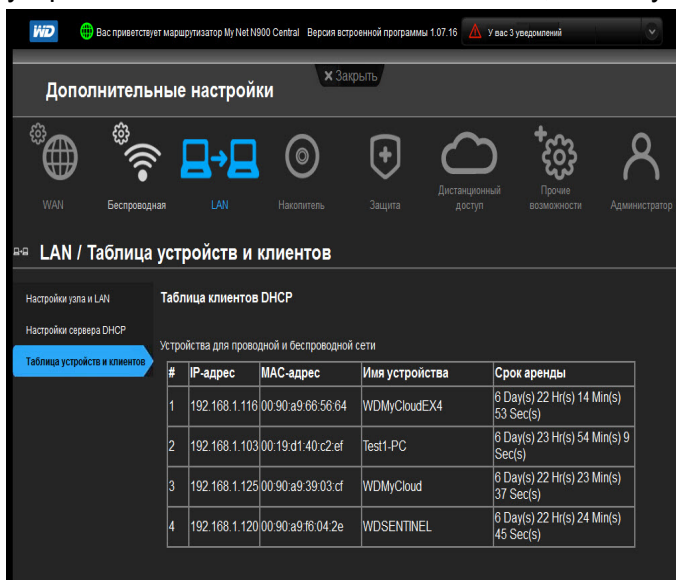 WD Вас приветствует маршрутизатор My Net N900 Central Версия встроенной программы 1.07.16 У вас 3 уведомлений
X Закрыть
Дополнительные настройки
WAN Беспроводная LAN Накопитель Защита Дистанционный доступ Прочие возможности Администратор
LAN / Таблица устройств и клиентов
Настройки узла и LAN
Настройки сервера DHCP
Таблица устройств и клиентов
Таблица клиентов DHCP
Устройства для проводной и беспроводной сети
# IP-адрес MAC-адрес Имя устройства Срок аренды
1 192.168.1.116 00:90:a9:66:56:64 WDMyCloudEX4 6 Day(s) 22 Hr(s) 14 Min(s) 53 Sec(s)
2 192.168.1.103 00:19:d1:40:c2:ef Test1-PC 6 Day(s) 23 Hr(s) 54 Min(s) 9 Sec(s)
3 192.168.1.125 00:90:a9:39:03:cf WDMyCloud 6 Day(s) 22 Hr(s) 23 Min(s) 37 Sec(s)
4 192.168.1.120 00:90:a9:f6:04:2e WDSENTINEL 6 Day(s) 22 Hr(s) 24 Min(s) 45 Sec(s)